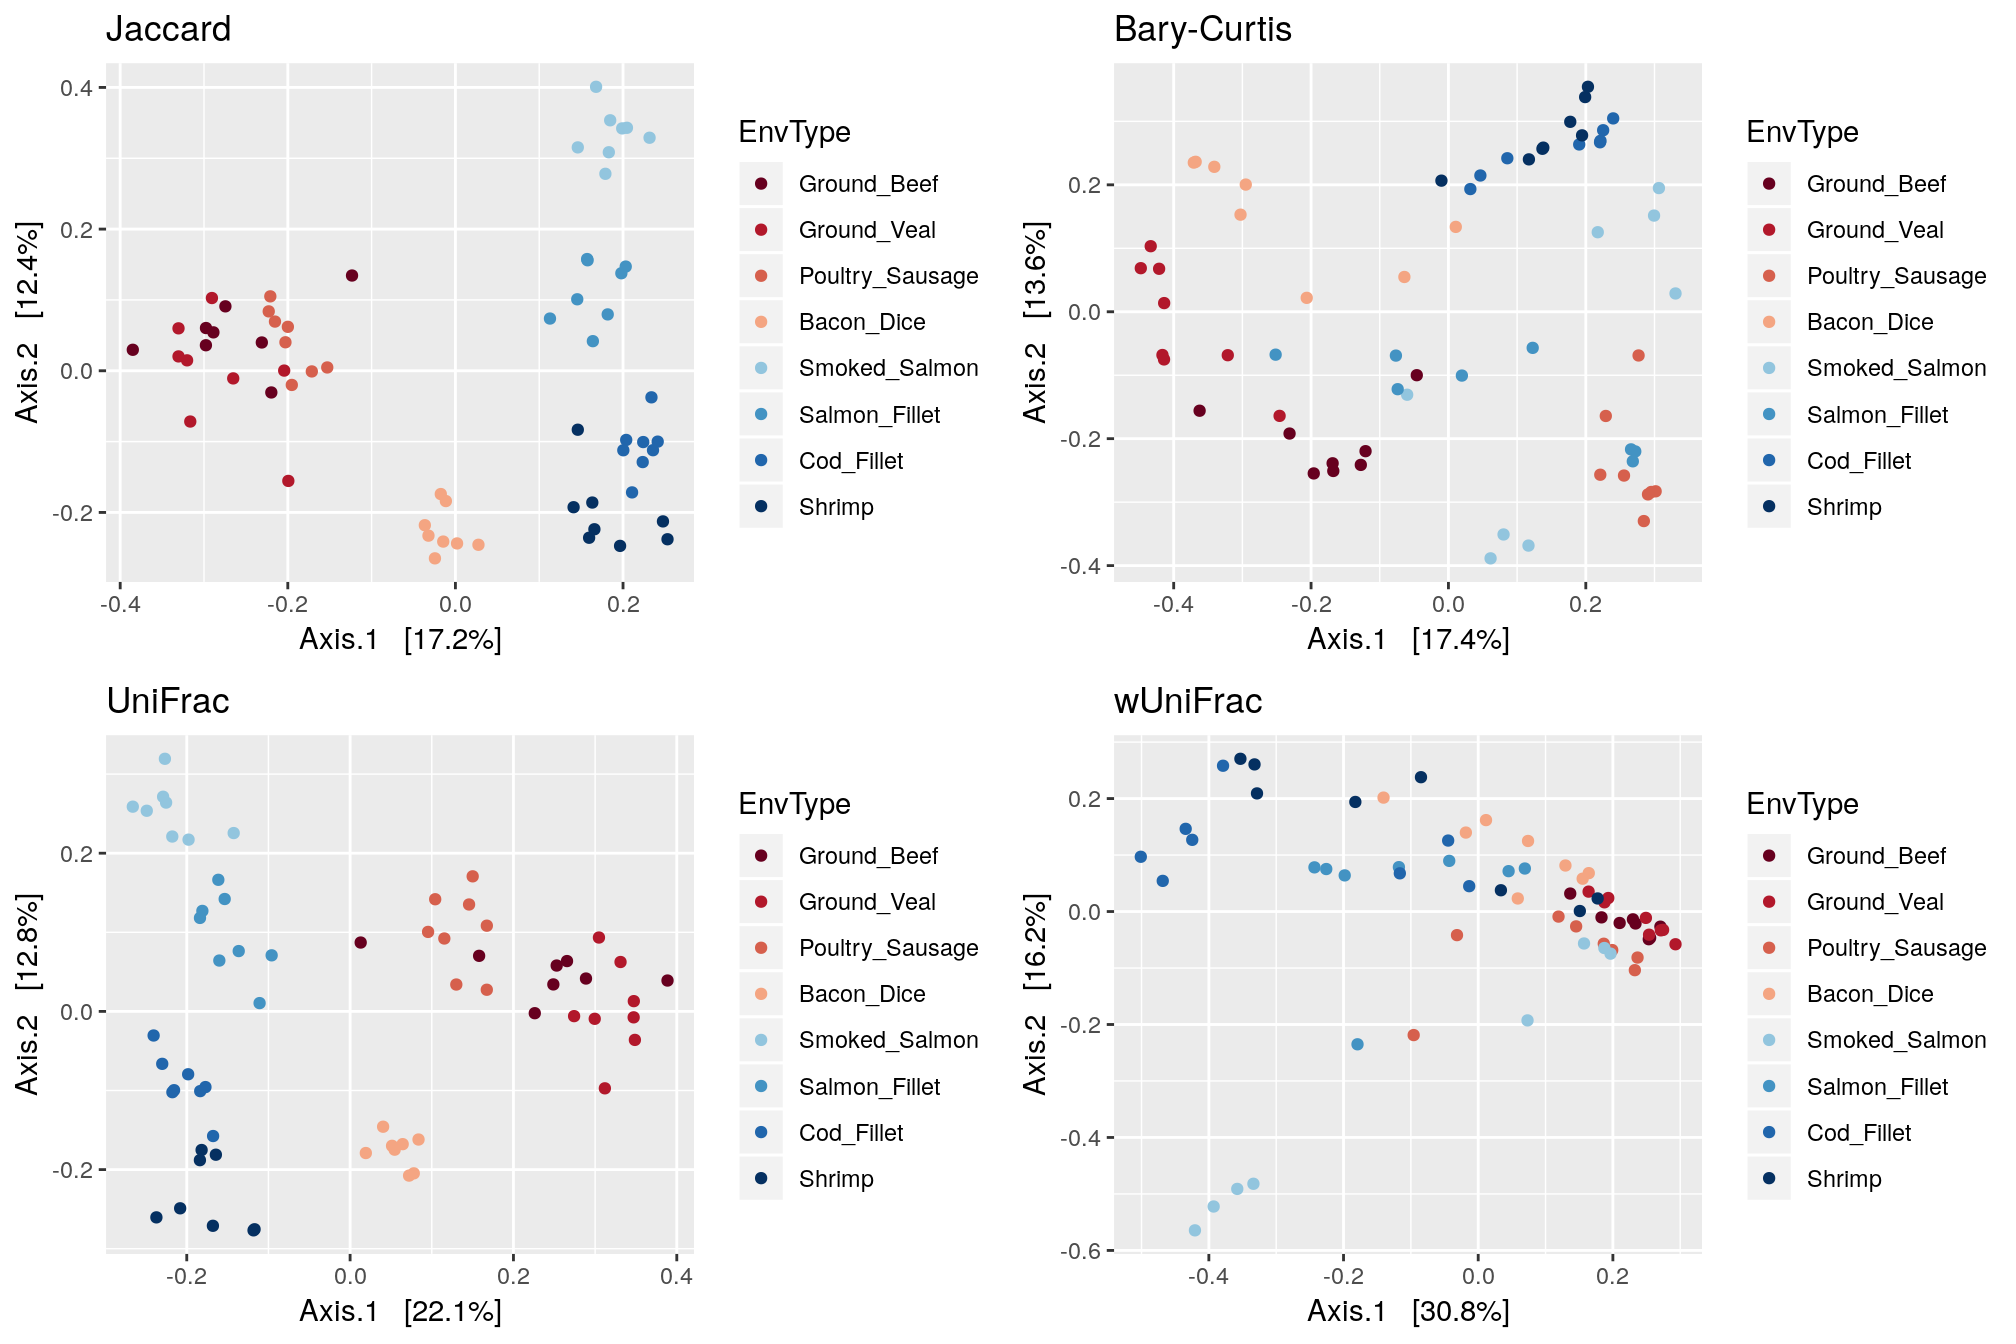 Jaccard
0.4
0.2
0.0
-0.2
-0.4
-0.2
0.0
0.2
Axis.2 [12.4%]
Axis.1 [17.2%]
EnvType
Ground_Beef
Ground_Veal
Poultry_Sausage
Bacon_Dice
Smoked_Salmon
Salmon_Fillet
Cod_Fillet
Shrimp
Bary-Curtis
0.2
0.0
-0.2
-0.4
-0.4
-0.2
0.0
0.2
Axis.2 [13.6%]
Axis.1 [17.4%]
EnvType
Ground_Beef
Ground_Veal
Poultry_Sausage
Bacon_Dice
Smoked_Salmon
Salmon_Fillet
Cod_Fillet
Shrimp
UniFrac
0.2
0.0
-0.2
-0.2
0.0
0.2
0.4
Axis.2 [12.8%]
Axis.1 [22.1%]
EnvType
Ground_Beef
Ground_Veal
Poultry_Sausage
Bacon_Dice
Smoked_Salmon
Salmon_Fillet
Cod_Fillet
Shrimp
wUniFrac
0.2
0.0
-0.2
-0.4
-0.6
-0.4
-0.2
0.0
0.2
Axis.2 [16.2%]
Axis.1 [30.8%]
EnvType
Ground_Beef
Ground_Veal
Poultry_Sausage
Bacon_Dice
Smoked_Salmon
Salmon_Fillet
Cod_Fillet
Shrimp